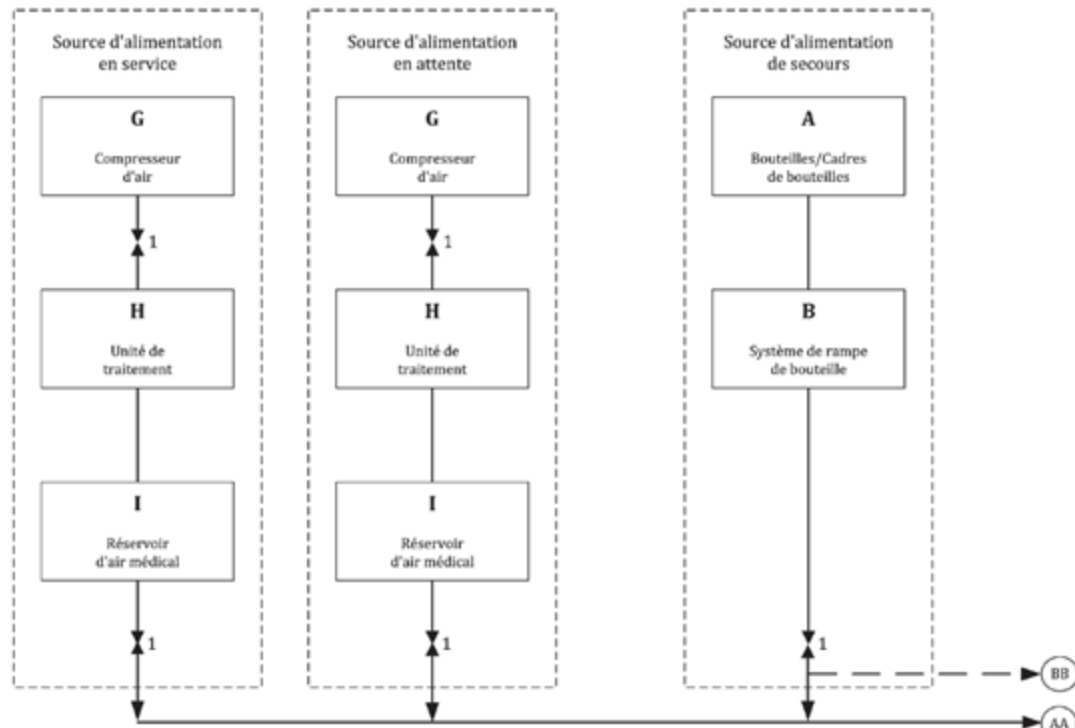 Source d'alimentation
en service
G
Compresseur
d'air
1
H
Unité de
traitement
I
Réservoir
d'air médical
1
Source d'alimentation
en attente
G
Compresseur
d'air
1
H
Unité de
traitement
I
Réservoir
d'air médical
1
Source d'alimentation
de secours
A
Bouteilles/Cadres
de bouteilles
B
Système de rampe
de bouteille
1
BB
AA